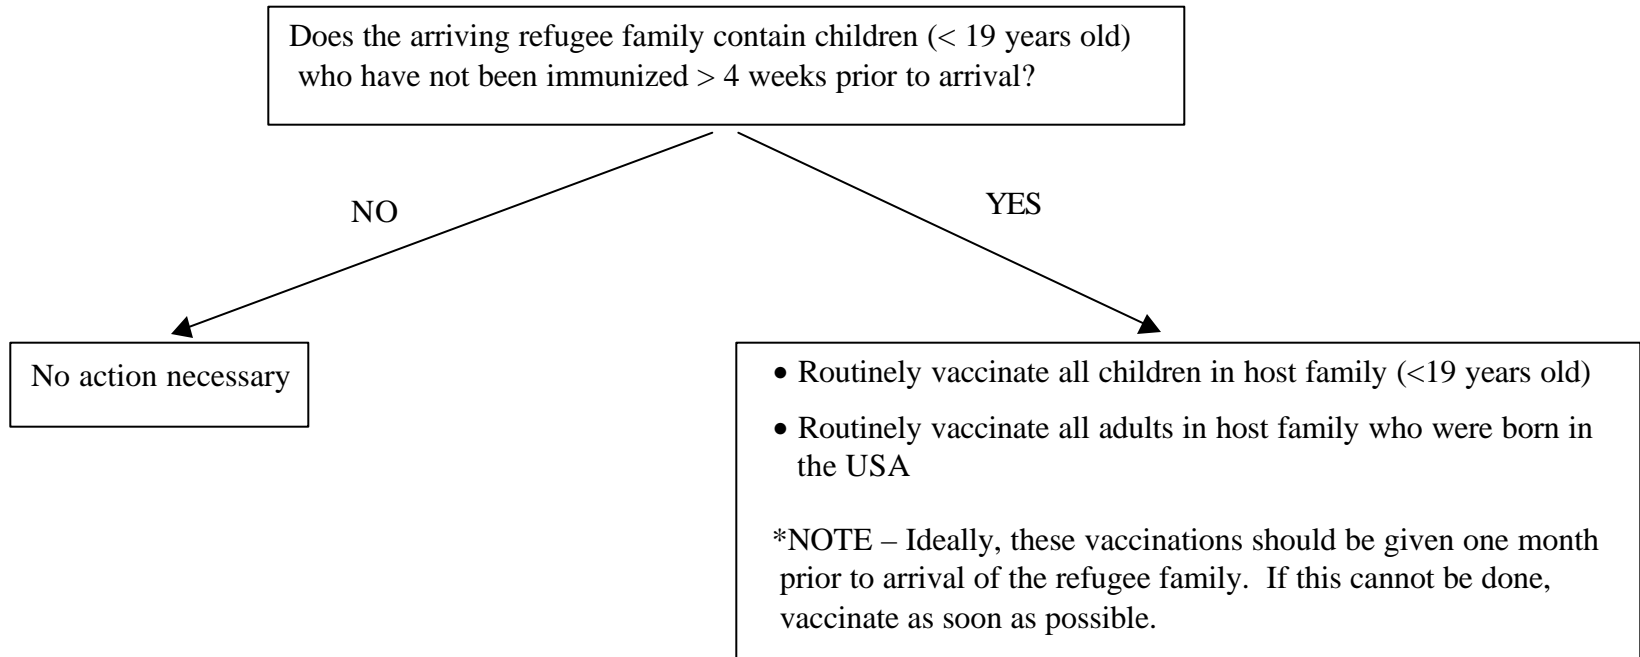 Does the arriving refugee family contain children (< 19 years old)
who have not been immunized > 4 weeks prior to arrival?
NO
YES
No action necessary
• Routinely vaccinate all children in host family (<19 years old)
• Routinely vaccinate all adults in host family who were born in
the USA
*NOTE – Ideally, these vaccinations should be given one month
prior to arrival of the refugee family.  If this cannot be done,
vaccinate as soon as possible.